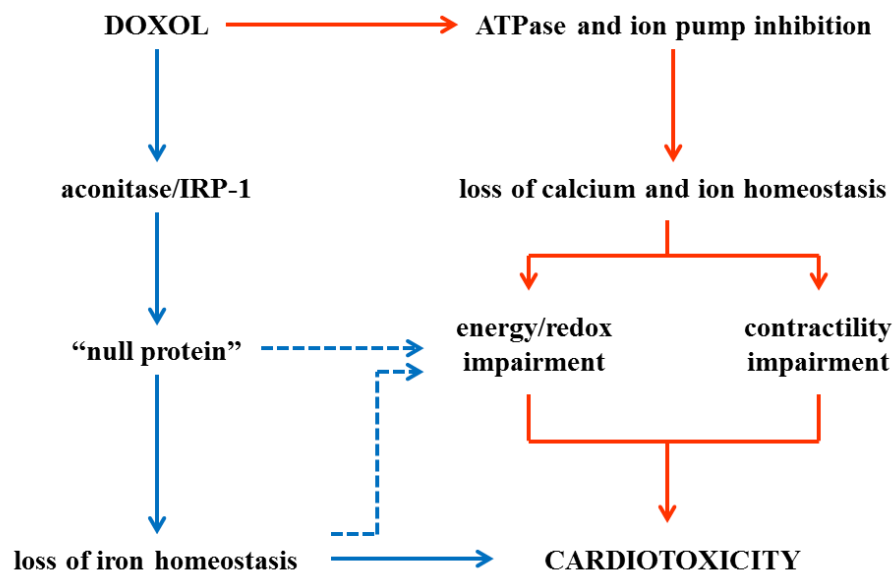 DOXOL
ATPase and ion pump inhibition
aconitase/IRP-1
loss of calcium and ion homeostasis
“null protein”
energy/redox
impairment
contractility
impairment
loss of iron homeostasis
CARDIOTOXICITY